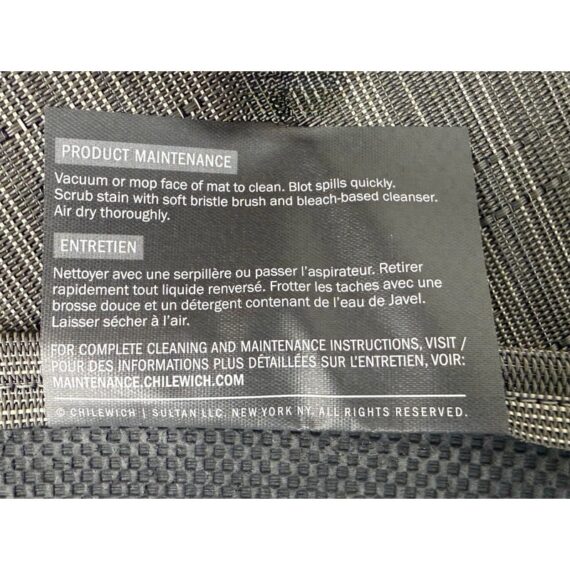 PRODUCT MAINTENANCE
Vacuum or mop face of mat to clean. Blot spills quickly.
Scrub stain with soft bristle brush and bleach-based cleanser.
Air dry thoroughly.
ENTRETIEN
Nettoyer avec une serpillère ou passer l'aspirateur. Retirer
rapidement tout liquide renversé. Frotter les taches avec une
brosse douce et un détergent contenant de l'eau de Javel.
Laisser sécher à l'air.
FOR COMPLETE CLEANING AND MAINTENANCE INSTRUCTIONS, VISIT /
POUR DES INFORMATIONS PLUS DÉTAILLÉES SUR L'ENTRETIEN, VOIR:
MAINTENANCE.CHILEWICH.COM
© CHILEWICH | SULTAN LLC. NEW YORK NY. ALL RIGHTS RESERVED.